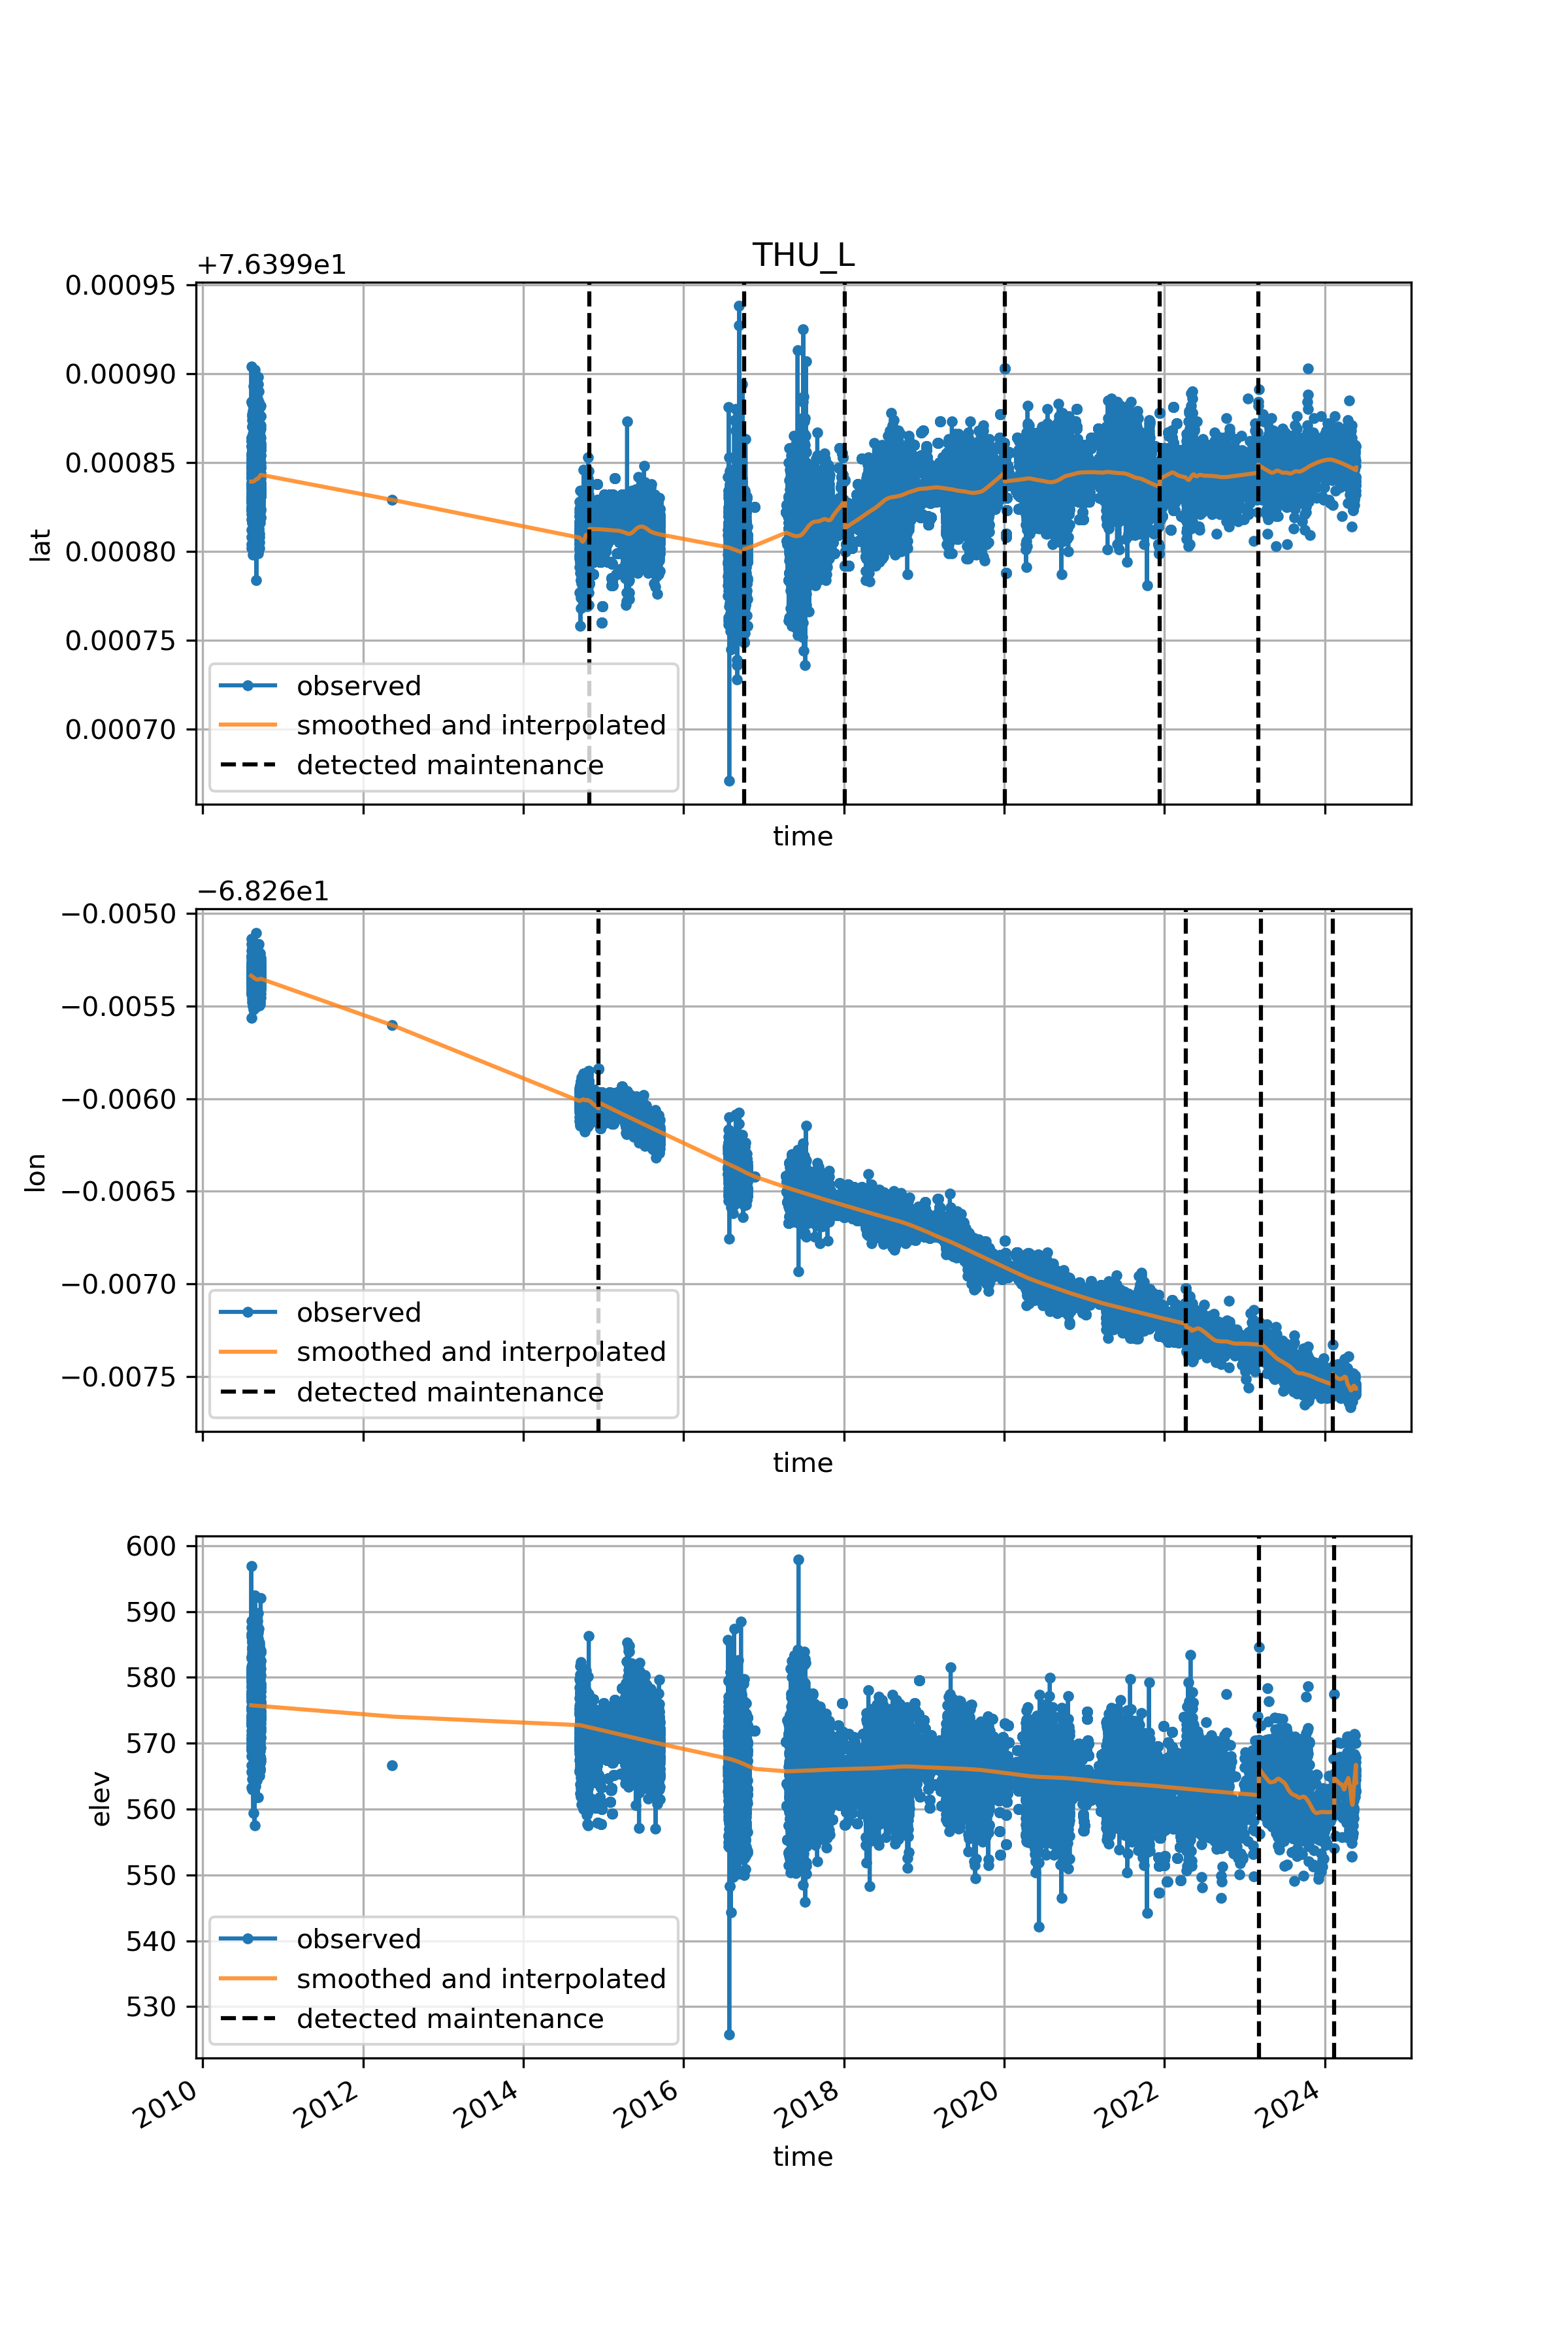 THU_L
+7.6399e1
0.00095
0.00090
0.00085
0.00080
0.00075
0.00070
lat
observed
smoothed and interpolated
detected maintenance
time
−6.826e1
−0.0050
−0.0055
−0.0060
−0.0065
−0.0070
−0.0075
lon
observed
smoothed and interpolated
detected maintenance
time
600
590
580
570
560
550
540
530
elev
observed
smoothed and interpolated
detected maintenance
2010 2012 2014 2016 2018 2020 2022 2024
time